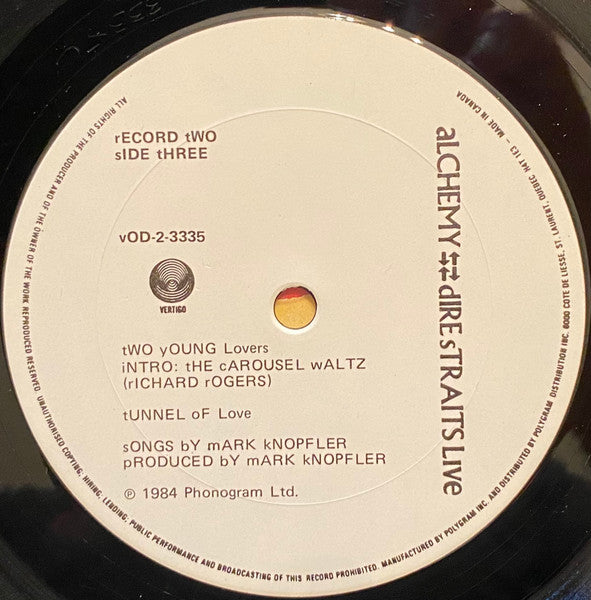 rECORD tWO
sIDE tHREE
vOD-2-3335
VERTIGO
tWO yOUNG Lovers
iNTRO: tHE cAROUSEL wALTZ
(rICHARD rOGERS)
tUNNEL oF Love
sONGS bY mARK kNOPFLER
pRODUCED bY mARK kNOPFLER
℗ 1984 Phonogram Ltd.
aLCHEMY ⇆⇆ dIRE sTRAITS Live
ALL RIGHTS OF THE PRODUCER AND OF THE OWNER OF THE WORK REPRODUCED RESERVED. UNAUTHORISED COPYING, HIRING, LENDING, PUBLIC PERFORMANCE AND BROADCASTING OF THIS RECORD PROHIBITED. MANUFACTURED BY POLYGRAM INC. AND DISTRIBUTED BY POLYGRAM DISTRIBUTION INC. 6000 COTE DE LIESSE, ST. LAURENT, QUEBEC H4T 1E3 – MADE IN CANADA